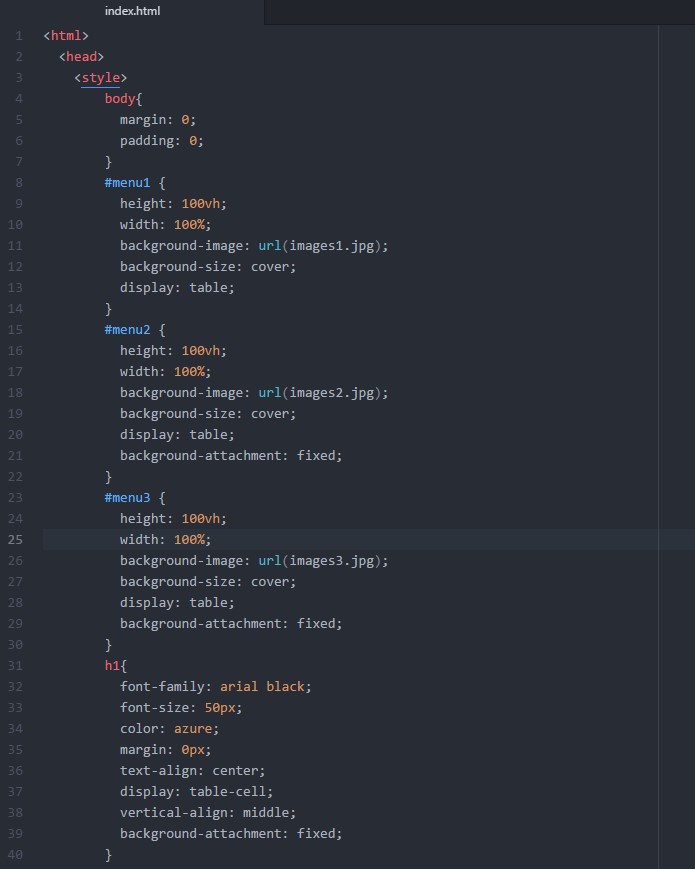 index.html
1 <html>
2 <head>
3 <style>
4 body{
5 margin: 0;
6 padding: 0;
7 }
8 #menu1 {
9 height: 100vh;
10 width: 100%;
11 background-image: url(images1.jpg);
12 background-size: cover;
13 display: table;
14 }
15 #menu2 {
16 height: 100vh;
17 width: 100%;
18 background-image: url(images2.jpg);
19 background-size: cover;
20 display: table;
21 background-attachment: fixed;
22 }
23 #menu3 {
24 height: 100vh;
25 width: 100%;
26 background-image: url(images3.jpg);
27 background-size: cover;
28 display: table;
29 background-attachment: fixed;
30 }
31 h1{
32 font-family: arial black;
33 font-size: 50px;
34 color: azure;
35 margin: 0px;
36 text-align: center;
37 display: table-cell;
38 vertical-align: middle;
39 background-attachment: fixed;
40 }